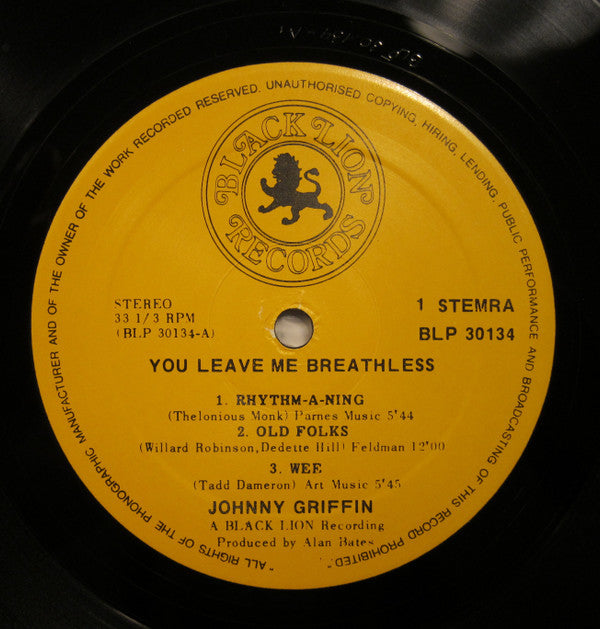 "ALL RIGHTS OF THE PHONOGRAPHIC MANUFACTURER AND OF THE OWNER OF THE WORK RECORDED RESERVED. UNAUTHORISED COPYING, HIRING, LENDING, PUBLIC PERFORMANCE AND BROADCASTING OF THIS RECORD PROHIBITED"
BLACK LION
RECORDS
STEREO
33 1/3 RPM
(BLP 30134-A)
1 STEMRA
BLP 30134
YOU LEAVE ME BREATHLESS
1. RHYTHM-A-NING
(Thelonious Monk) Parnes Music 5'44
2. OLD FOLKS
(Willard Robinson,Dedette Hill) Feldman 12'00
3. WEE
(Tadd Dameron) Art Music 5'45
JOHNNY GRIFFIN
A BLACK LION Recording
Produced by Alan Bates